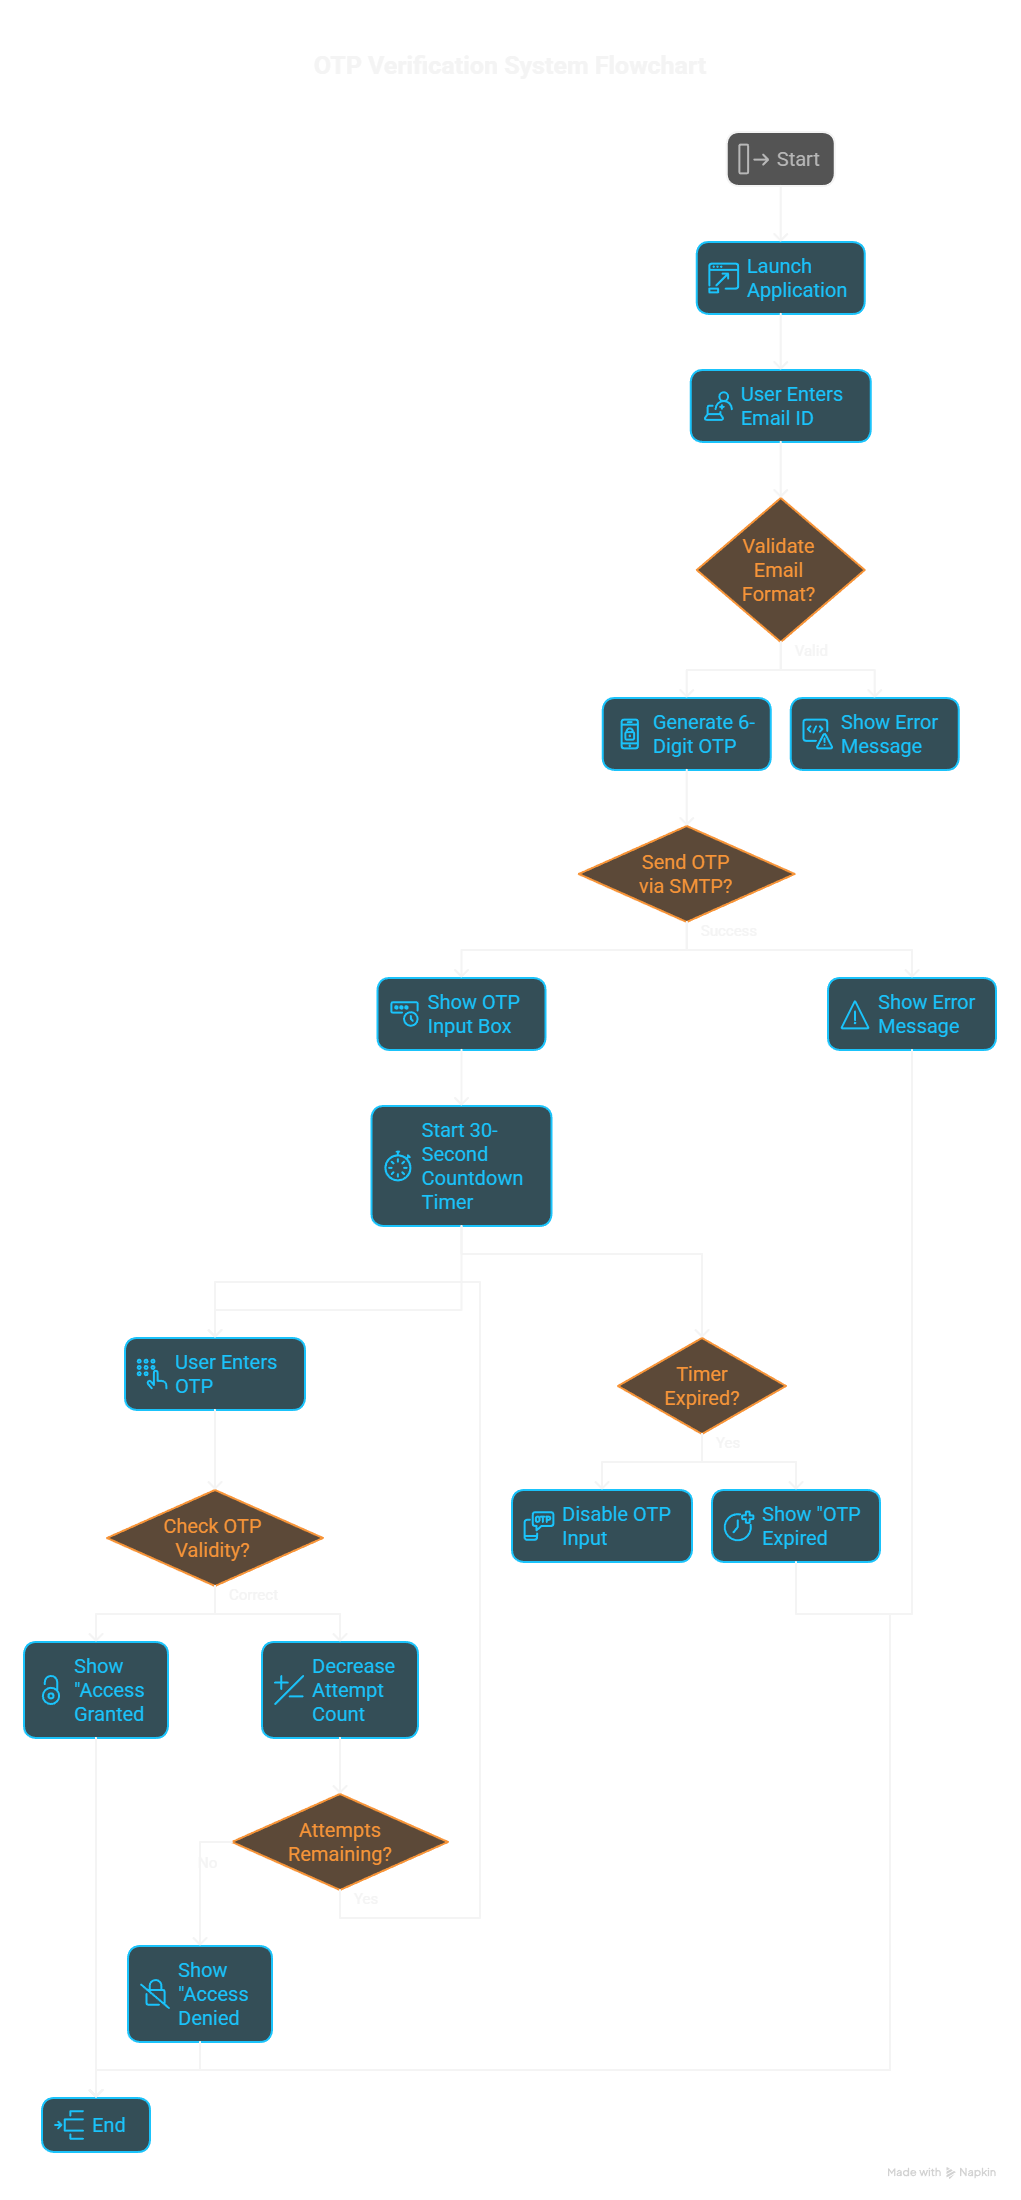 OTP Verification System Flowchart
Start
Launch
Application
User Enters
Email ID
Validate
Email
Format?
Valid
Generate 6-
Digit OTP
Show Error
Message
Send OTP
via SMTP?
Success
Show OTP
Input Box
Show Error
Message
Start 30-
Second
Countdown
Timer
User Enters
OTP
Timer
Expired?
Yes
Disable OTP
Input
Show "OTP
Expired
Check OTP
Validity?
Correct
Show
"Access
Granted
Decrease
Attempt
Count
Attempts
Remaining?
No
Yes
Show
"Access
Denied
End
Made with Napkin